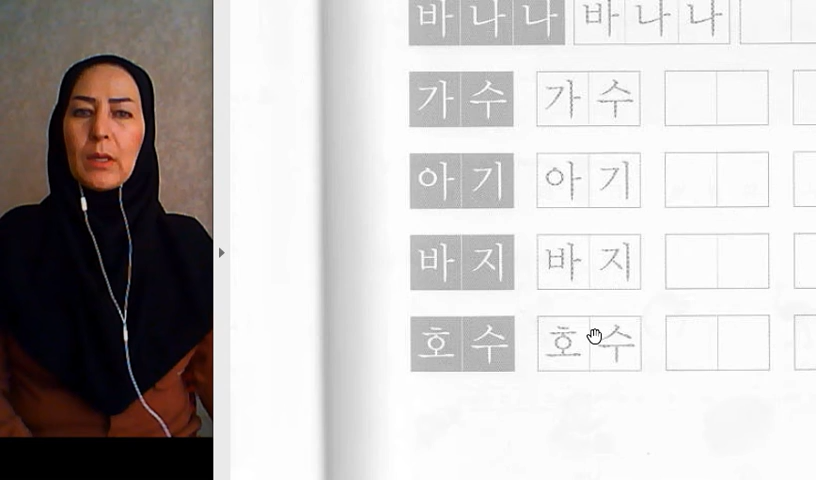 바나나 바나나
가수 가수
아기 아기
바지 바지
호수 호수